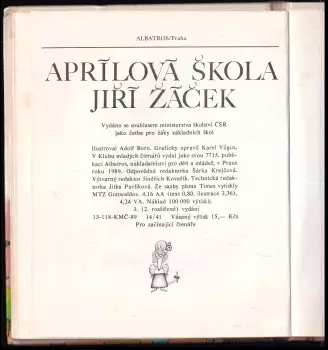 ALBATROS/Praha
APRÍLOVÁ ŠKOLA
JIŘÍ ŽÁČEK
Vydáno se souhlasem ministerstva školství ČSR
jako četba pro žáky základních škol
Ilustroval Adolf Born. Graficky upravil Karel Vilgus.
V Klubu mladých čtenářů vydal jako svou 7715. publi-
kaci Albatros, nakladatelství pro děti a mládež, v Praze
roku 1989. Odpovědná redaktorka Šárka Krejčová.
Výtvarný redaktor Jindřich Kovařík. Technická redak-
torka Jitka Pavlíková. Ze sazby písma Times vytiskly
MTZ Gottwaldov. 4,16 AA (text 0,80, ilustrace 3,36),
4,24 VA. Náklad 100 000 výtisků.
3. (2. rozšířené) vydání
13-118-KMČ-89 14/41 Vázaný výtisk 15,— Kčs
Pro začínající čtenáře